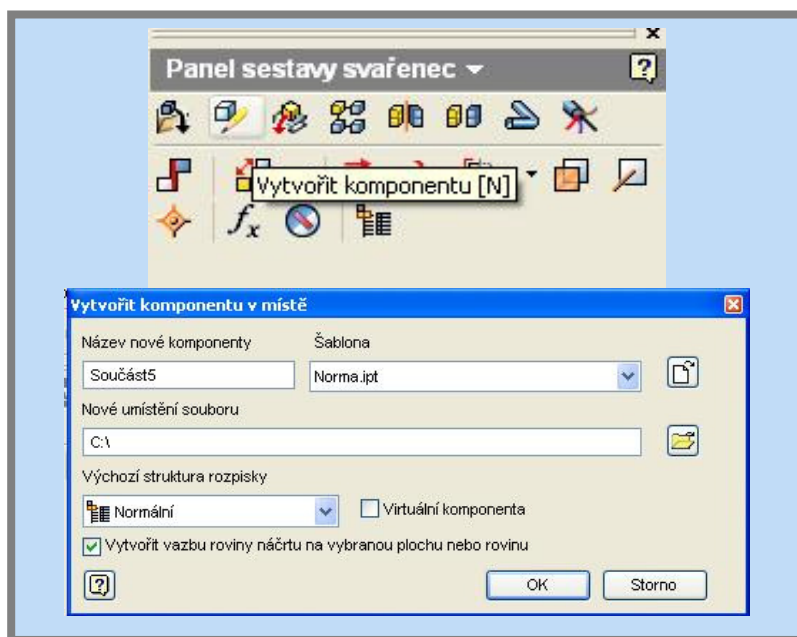 Panel sestavy svařenec
Vytvořit komponentu [N]
fx
Vytvořit komponentu v místě
Název nové komponenty Šablona
Součást5 Norma.ipt
Nové umístění souboru
C:\
Výchozí struktura rozpisky
Normální Virtuální komponenta
Vytvořit vazbu roviny náčrtu na vybranou plochu nebo rovinu
OK Storno